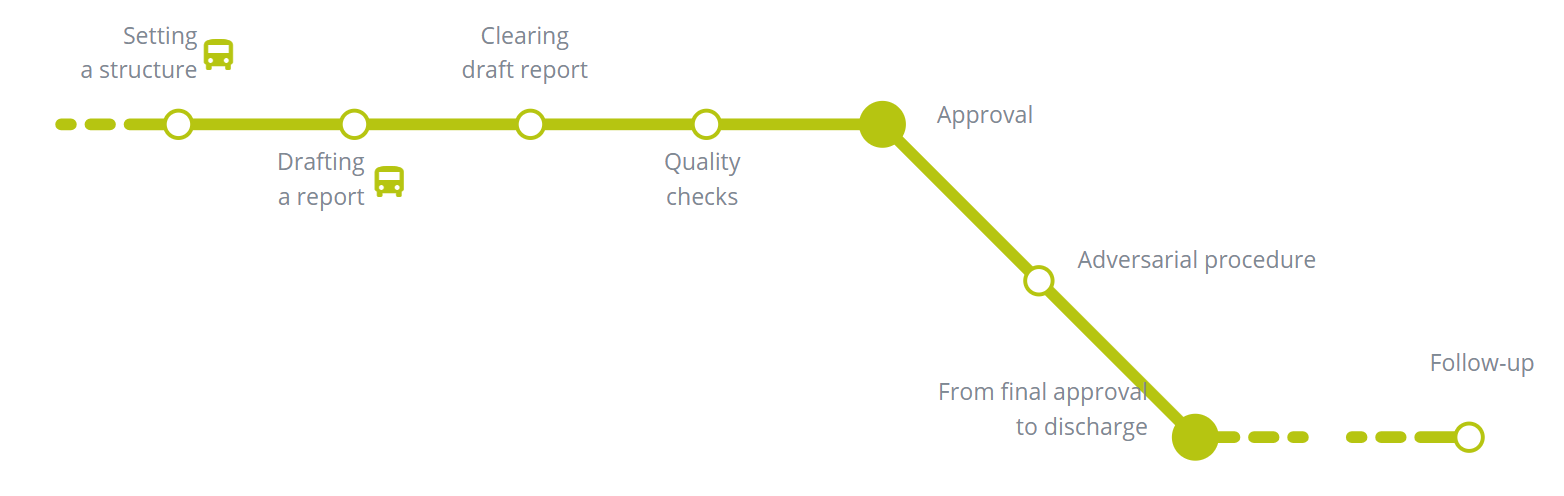 Setting
a structure
Drafting
a report
Clearing
draft report
Quality
checks
Approval
Adversarial procedure
From final approval
to discharge
Follow-up